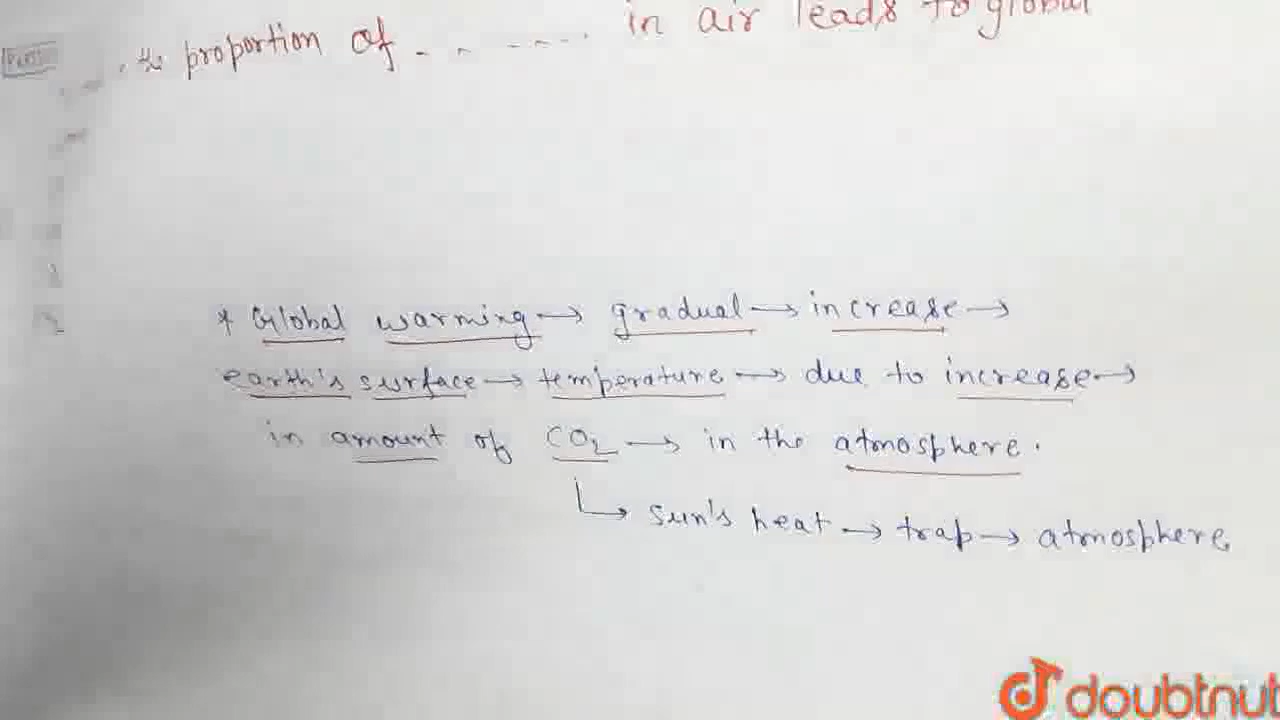 . the proportion of - - ------ in air leads to global
* Global warming → gradual → increase →
earth's surface → temperature → due to increase →
in amount of CO2 → in the atmosphere.
↳ sun's heat → trap → atmosphere
doubtnut